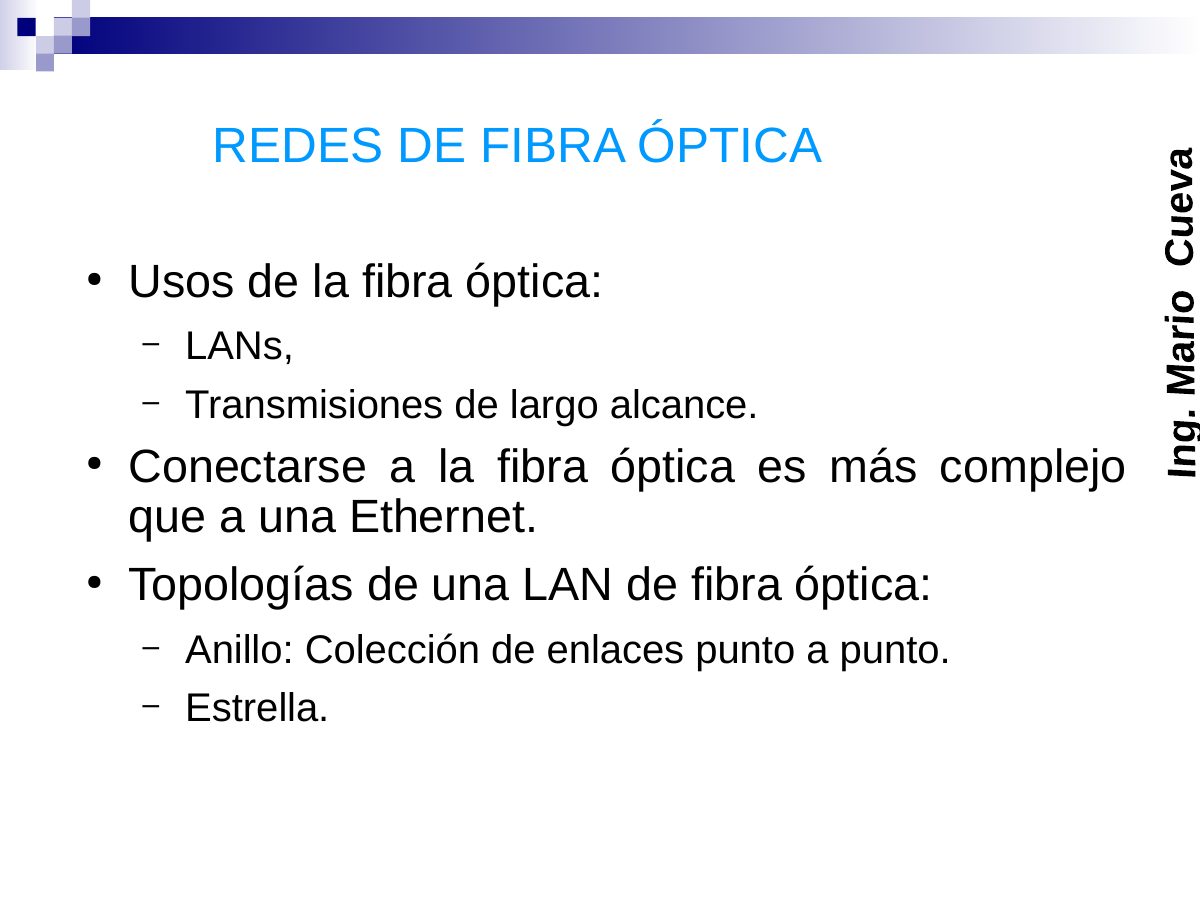 REDES DE FIBRA ÓPTICA
• Usos de la fibra óptica:
– LANs,
– Transmisiones de largo alcance.
• Conectarse a la fibra óptica es más complejo
que a una Ethernet.
• Topologías de una LAN de fibra óptica:
– Anillo: Colección de enlaces punto a punto.
– Estrella.
Ing. Mario Cueva